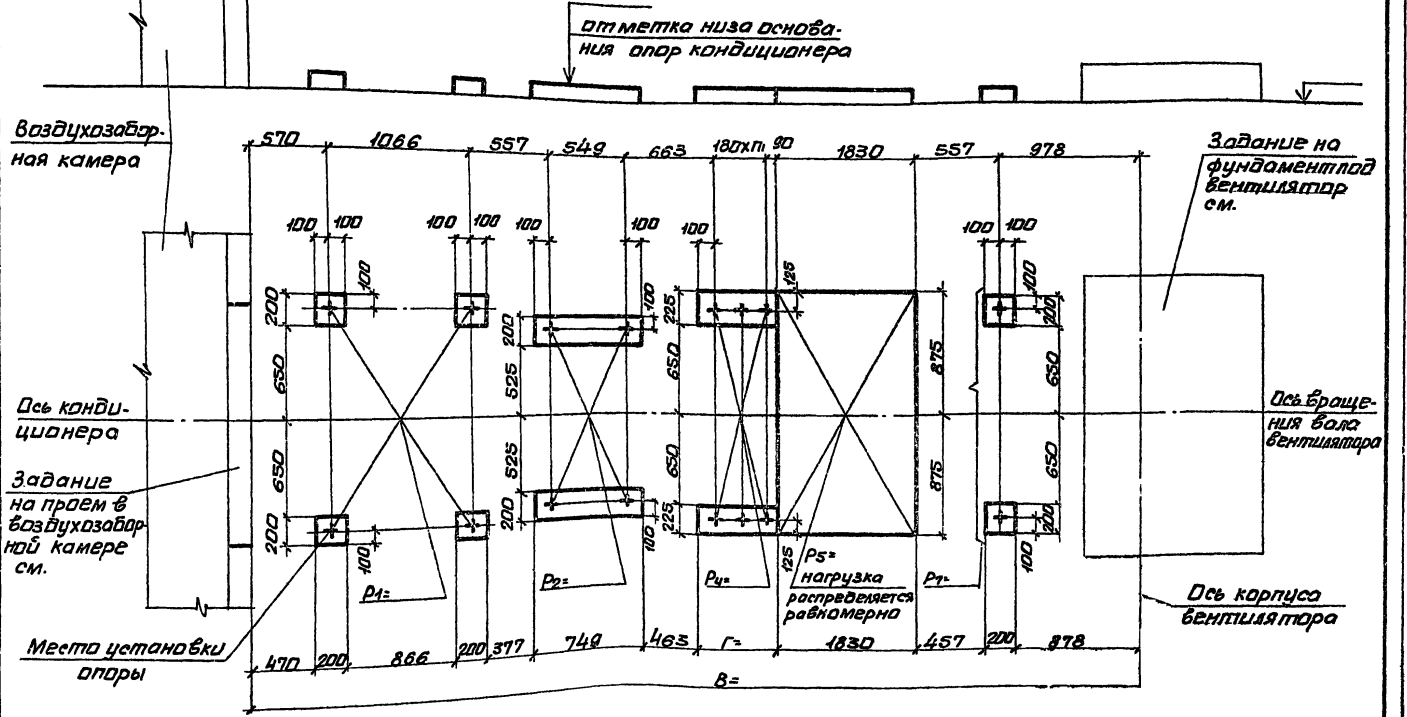 отметка низа основа-
ния опор кондиционера
Воздухозабор-
ная камера
570 1066 557 549 663 180хп₁ 90 1830 557 978
Задание на
фундамент под
вентилятор
см.
100 100 100 100 100 100 100 100 100
100 100 125 100
200 200 225 200
650 525 650 875 650
Ось конди-
ционера
Ось враще-
ния вала
вентилятора
650 525 650 875 650
200 200 225 200
100 100 125 100
Задание
на проем в
воздухозабор-
ной камере
см.
P1= P2= P4= P5= P7=
нагрузка
распределяется
равномерно
Ось корпуса
вентилятора
Место установки
опоры
470 200 866 200 377 749 463 Г= 1830 457 200 878
В=